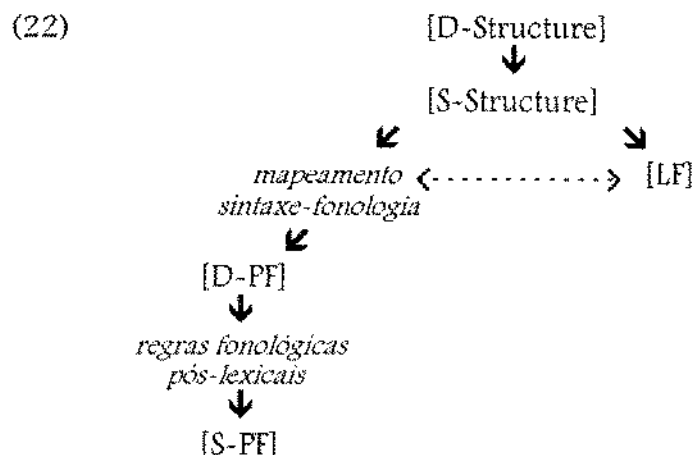 (22) [D-Structure]
[S-Structure]
mapeamento [LF]
sintaxe-fonologia
[D-PF]
regras fonológicas
pós-lexicais
[S-PF]